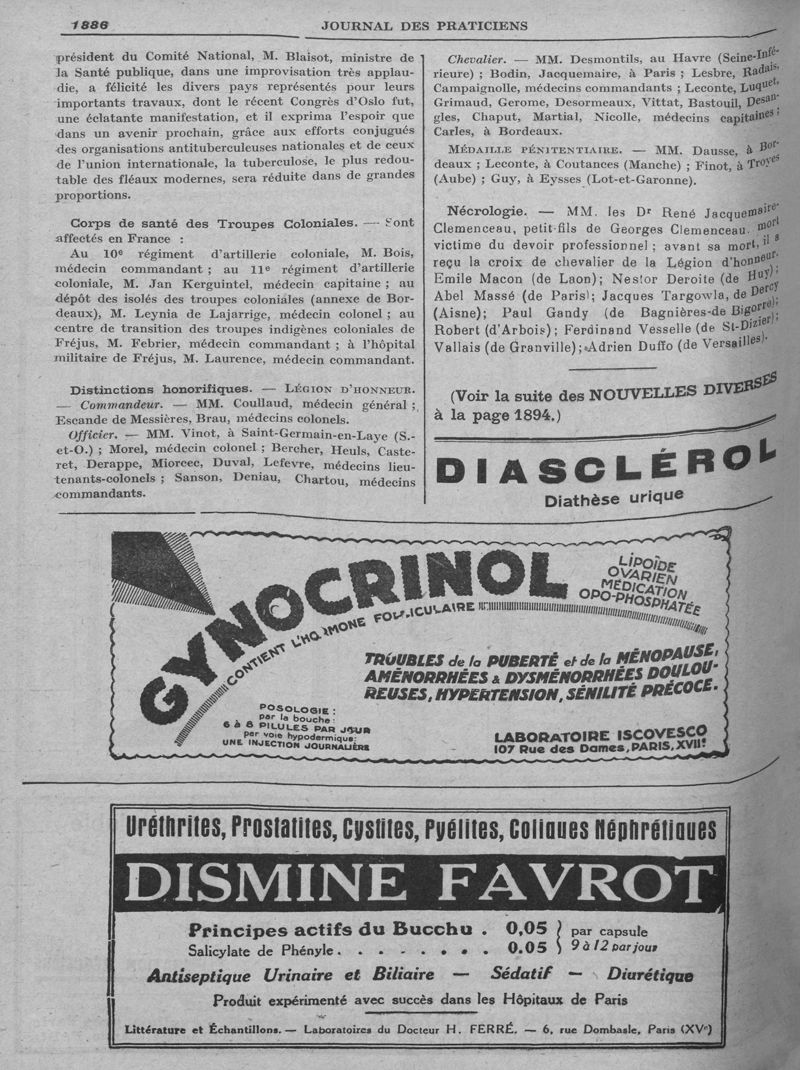 1886
JOURNAL DES PRATICIENS
président du Comité National, M. Blaisot, ministre de
la Santé publique, dans une improvisation très applau-
die, a félicité les divers pays représentés pour leurs
importants travaux, dont le récent Congrès d'Oslo fut,
une éclatante manifestation, et il exprima l'espoir que
dans un avenir prochain, grâce aux efforts conjugués
des organisations antituberculeuses nationales et de ceux
de l'union internationale, la tuberculose, le plus redou-
table des fléaux modernes, sera réduite dans de grandes
proportions.
Corps de santé des Troupes Coloniales. — Sont
affectés en France :
Au 10e régiment d'artillerie coloniale, M. Bois,
médecin commandant ; au 11e régiment d'artillerie
coloniale, M. Jan Kerguintel, médecin capitaine ; au
dépôt des isolés des troupes coloniales (annexe de Bor-
deaux), M. Leynia de Lajarrige, médecin colonel ; au
centre de transition des troupes indigènes coloniales de
Fréjus, M. Febrier, médecin commandant ; à l'hôpital
militaire de Fréjus, M. Laurence, médecin commandant.
Distinctions honorifiques. — LÉGION D'HONNEUR.
— Commandeur. — MM. Coullaud, médecin général ;
Escande de Messières, Brau, médecins colonels.
Officier. — MM. Vinot, à Saint-Germain-en-Laye (S.-
et-O.) ; Morel, médecin colonel ; Bercher, Heuls, Caste-
ret, Derappe, Miorcec, Duval, Lefevre, médecins lieu-
tenants-colonels ; Sanson, Deniau, Chartou, médecins
commandants.
Chevalier. — MM. Desmontils, au Havre (Seine-Infé-
rieure) ; Bodin, Jacquemaire, à Paris ; Lesbre, Radais,
Campaignolle, médecins commandants ; Leconte, Luquet,
Grimaud, Gerome, Desormeaux, Vittat, Bastouil, Desan-
gles, Chaput, Martial, Nicolle, médecins capitaines ;
Carles, à Bordeaux.
MÉDAILLE PÉNITENTIAIRE. — MM. Dausse, à Bor-
deaux ; Leconte, à Coutances (Manche) ; Finot, à Troyes
(Aube) ; Guy, à Eysses (Lot-et-Garonne).
Nécrologie. — MM. les Dr René Jacquemaire-
Clemenceau, petit-fils de Georges Clemenceau. mort
victime du devoir professionnel ; avant sa mort, il a
reçu la croix de chevalier de la Légion d'honneur.
Emile Macon (de Laon); Nestor Deroite (de Huy);
Abel Massé (de Paris); Jacques Targowla, de Dercy
(Aisne); Paul Gandy (de Bagnières-de Bigorre);
Robert (d'Arbois); Ferdinand Vesselle (de St-Dizier);
Vallais (de Granville); Adrien Duffo (de Versailles).
(Voir la suite des NOUVELLES DIVERSES
à la page 1894.)
DIASCLÉROL
Diathèse urique
GYNOCRINOL
LIPOÏDE
OVARIEN
MÉDICATION
OPO-PHOSPHATÉE
CONTIENT L'HORMONE FOLLICULAIRE
TROUBLES de la PUBERTÉ et de la MÉNOPAUSE,
AMÉNORRHÉES & DYSMÉNORRHÉES DOULOU-
REUSES, HYPERTENSION, SÉNILITÉ PRÉCOCE.
POSOLOGIE :
par la bouche:
6 à 8 PILULES PAR JOUR
par voie hypodermique:
UNE INJECTION JOURNALIÈRE
LABORATOIRE ISCOVESCO
107 Rue des Dames, PARIS, XVIIe
Uréthrites, Prostatites, Cystites, Pyélites, Coliques Néphrétiques
DISMINE FAVROT
Principes actifs du Bucchu . 0,05 } par capsule
Salicylate de Phényle . . . . . . . . 0.05 } 9 à 12 par jour
Antiseptique Urinaire et Biliaire — Sédatif — Diurétique
Produit expérimenté avec succès dans les Hôpitaux de Paris
Littérature et Échantillons. — Laboratoires du Docteur H. FERRÉ. — 6, rue Dombasle, Paris (XVe)